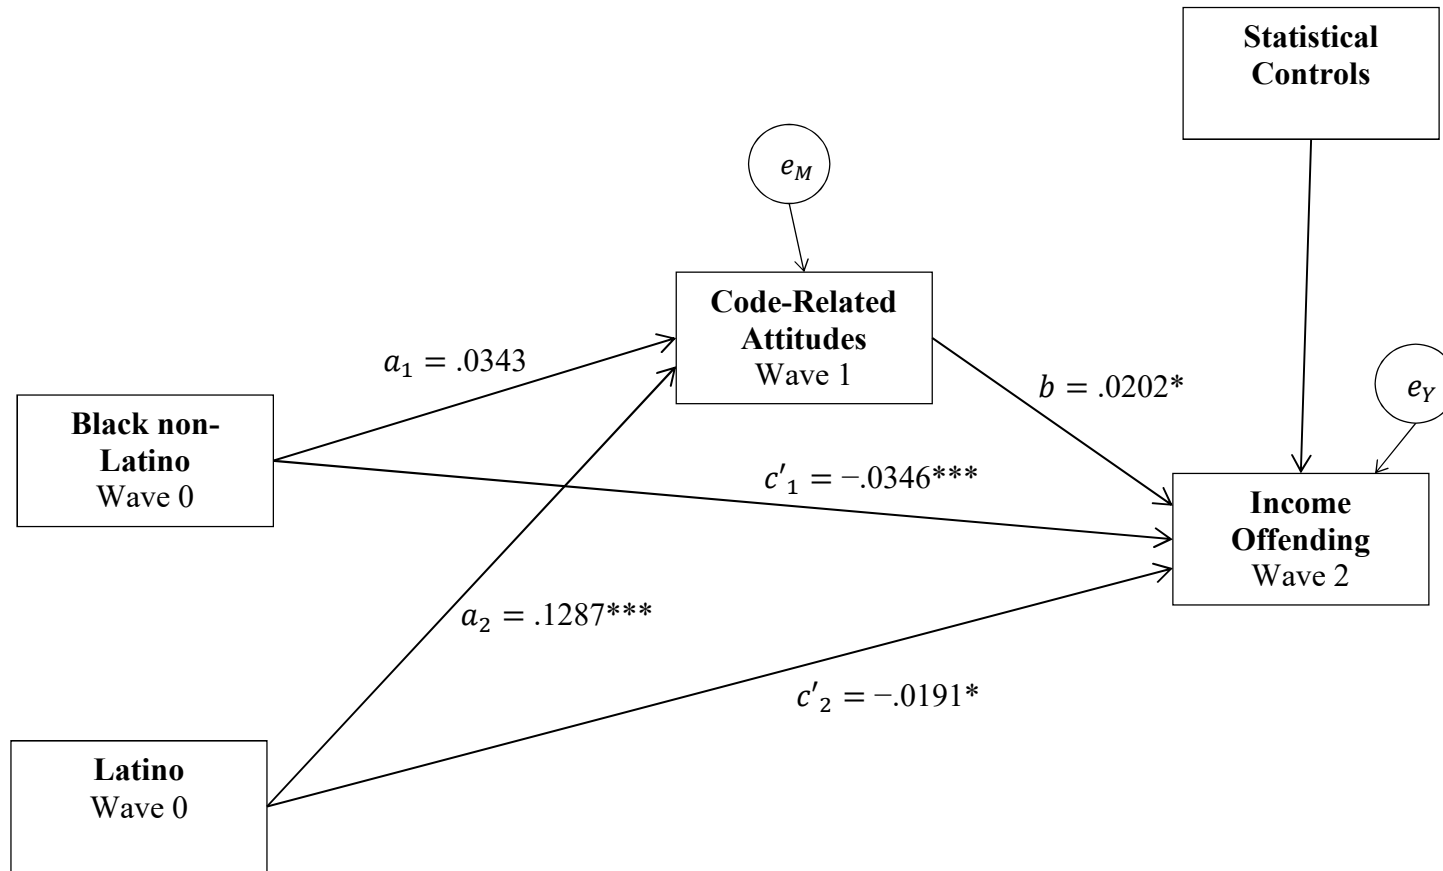 Statistical
Controls
e_M
Code-Related
Attitudes
Wave 1
a₁ = .0343
b = .0202*
e_Y
Black non-
Latino
Wave 0
c′₁ = −.0346***
Income
Offending
Wave 2
a₂ = .1287***
c′₂ = −.0191*
Latino
Wave 0